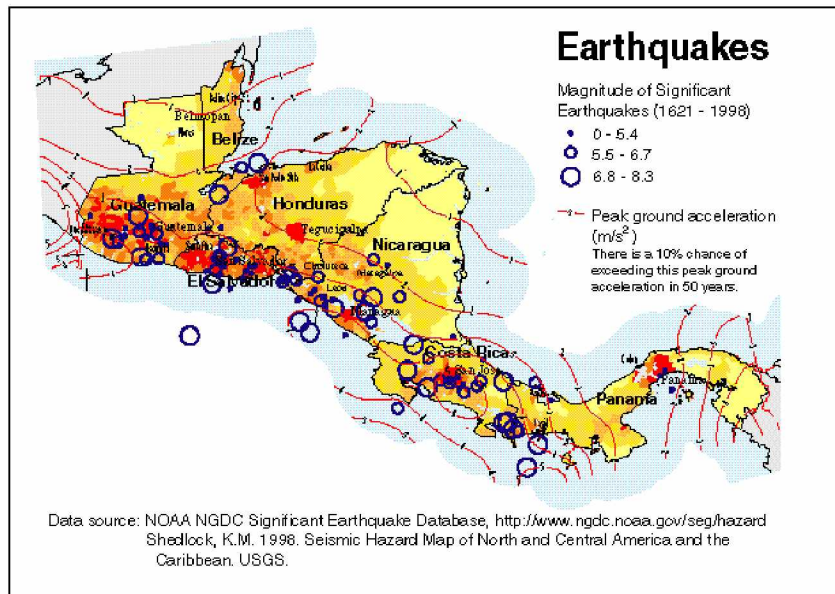 Earthquakes
Magnitude of Significant
Earthquakes (1621 - 1998)
0 - 5.4
5.5 - 6.7
6.8 - 8.3
Peak ground acceleration
(m/s²)
There is a 10% chance of
exceeding this peak ground
acceleration in 50 years.
Belmopan
Belize
Guatemala
Guatemala
Honduras
Tegucigalpa
Nicaragua
El Salvador
Leon
Managua
Costa Rica
San Jos
Panama
Panama
Data source: NOAA NGDC Significant Earthquake Database, http://www.ngdc.noaa.gov/seg/hazard
Shedlock, K.M. 1998. Seismic Hazard Map of North and Central America and the
Caribbean. USGS.